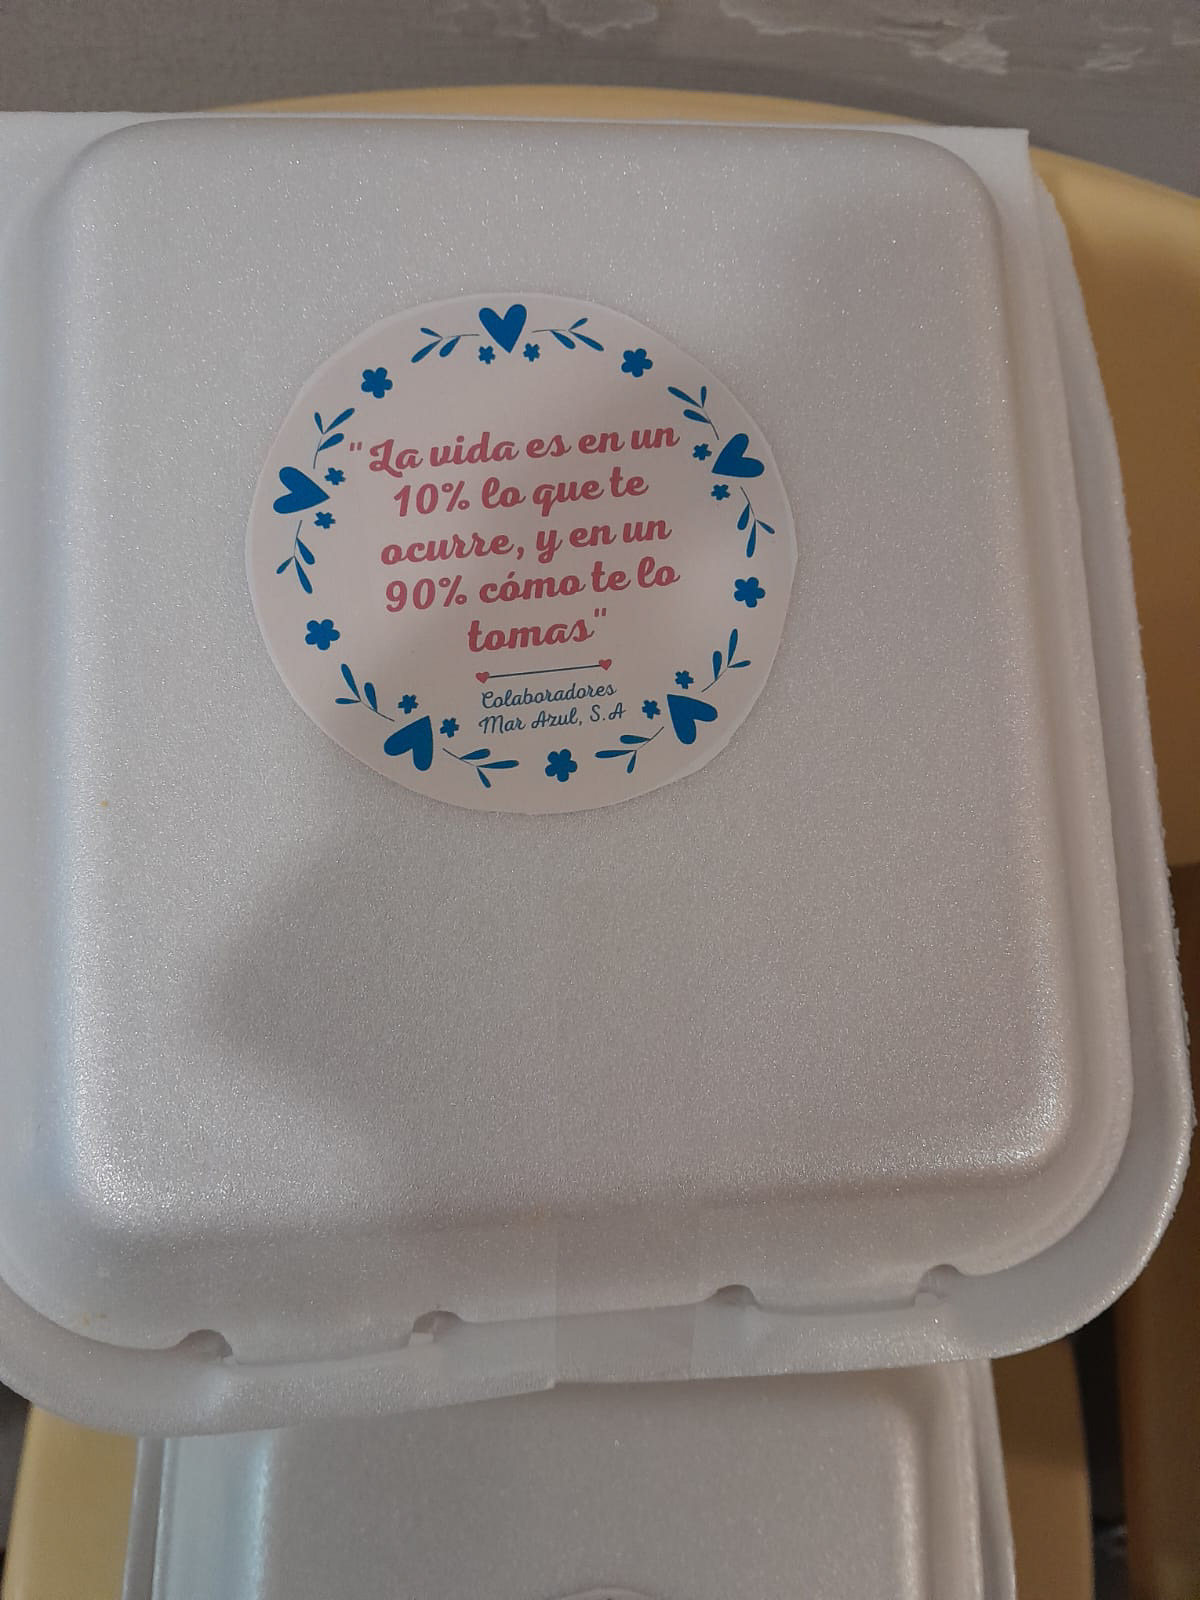 "La vida es en un
10% lo que te
ocurre, y en un
90% cómo te lo
tomas"
Colaboradores
Mar Azul, S.A